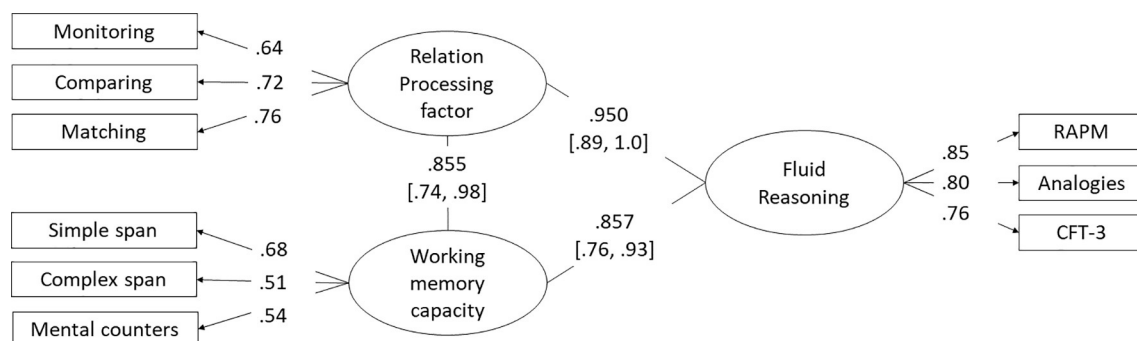 Monitoring
Comparing
Matching
.64
.72
.76
Relation
Processing
factor
.950
[.89, 1.0]
.855
[.74, .98]
.857
[.76, .93]
Simple span
Complex span
Mental counters
.68
.51
.54
Working
memory
capacity
Fluid
Reasoning
.85
.80
.76
RAPM
Analogies
CFT-3